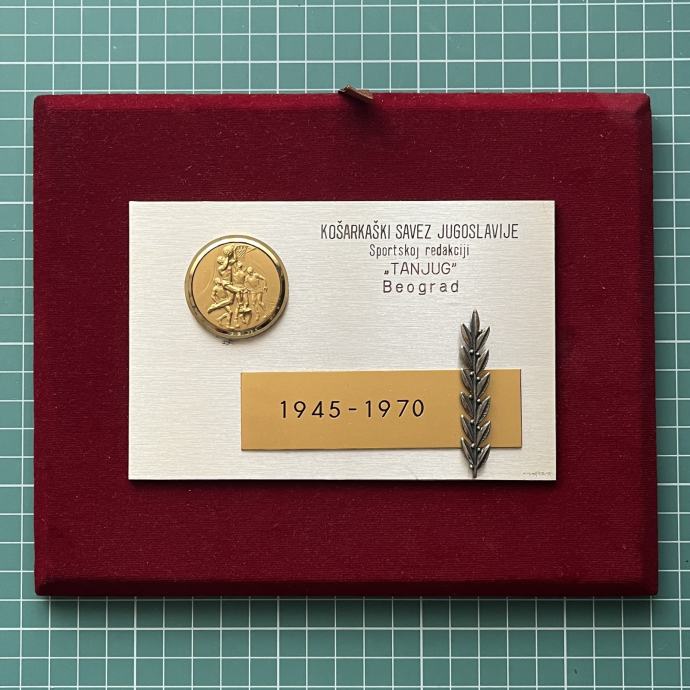 KOŠARKAŠKI SAVEZ JUGOSLAVIJE
Sportskoj redakciji
„TANJUG"
Beograd
1945-1970